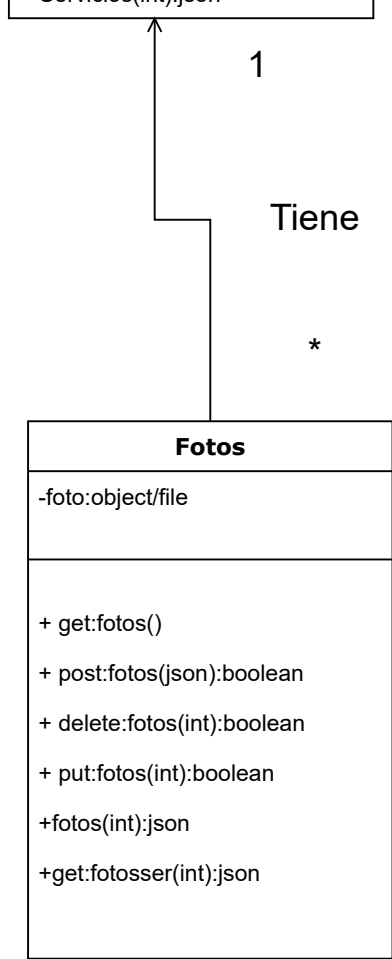 Servicios(int):json
1
Tiene
*
Fotos
-foto:object/file
+ get:fotos()
+ post:fotos(json):boolean
+ delete:fotos(int):boolean
+ put:fotos(int):boolean
+fotos(int):json
+get:fotosser(int):json